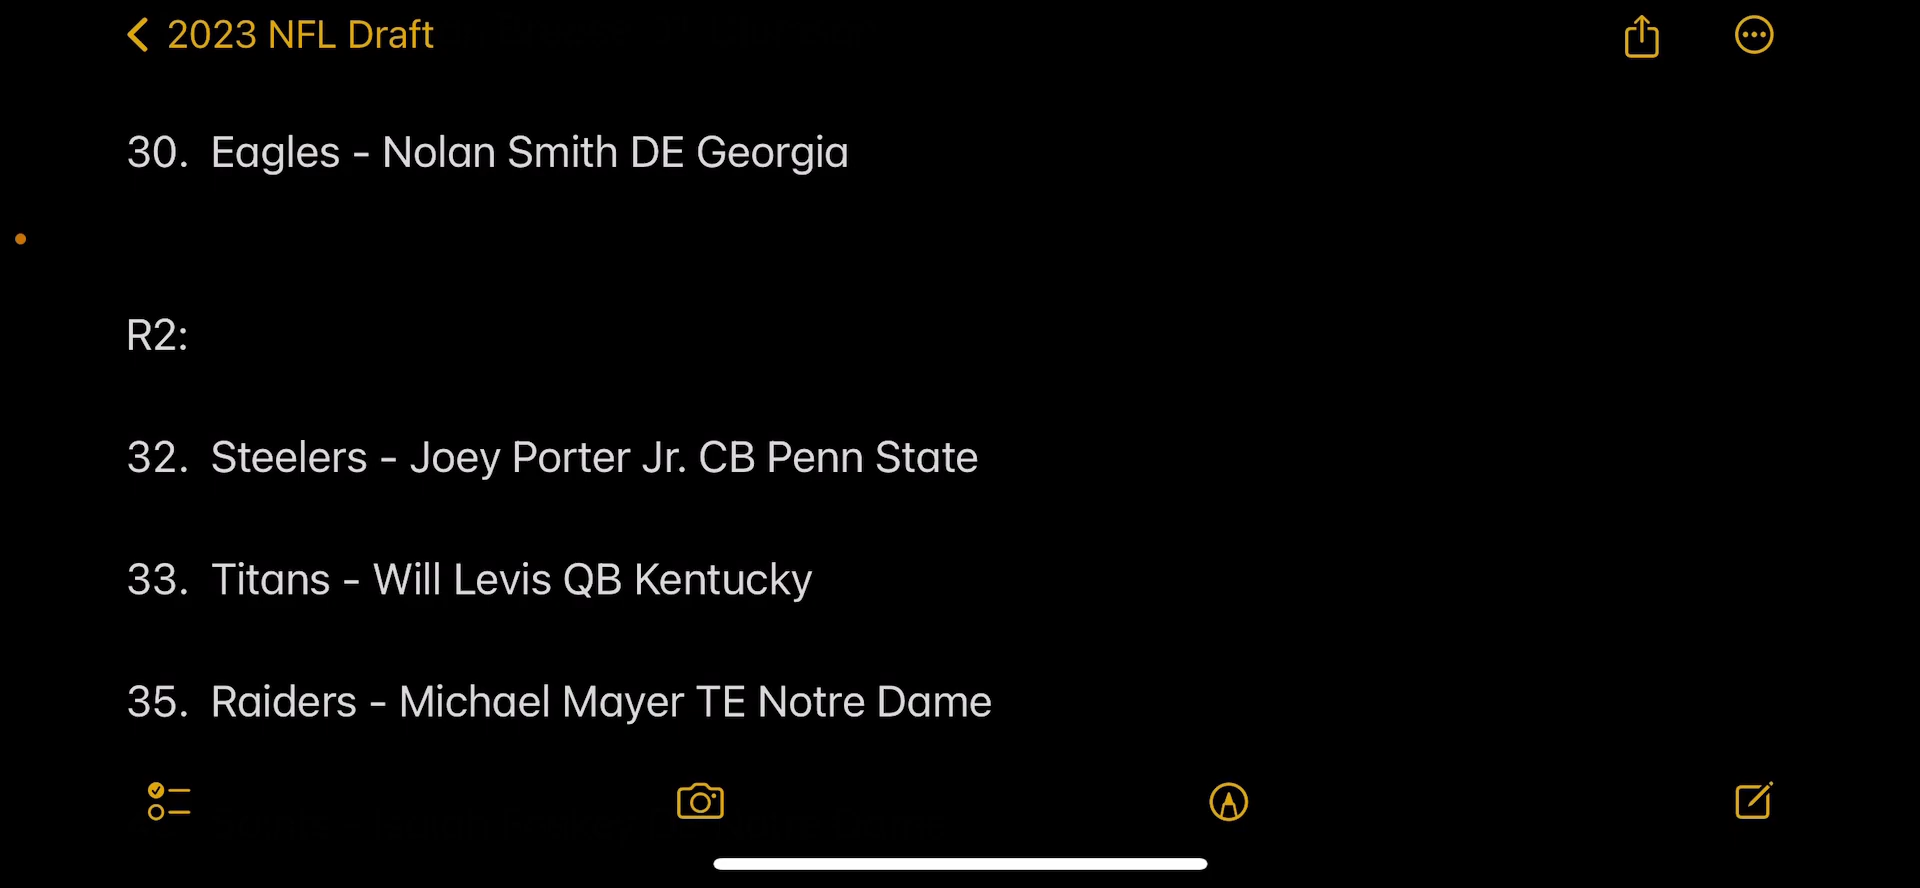 2023 NFL Draft
30. Eagles - Nolan Smith DE Georgia
R2:
32. Steelers - Joey Porter Jr. CB Penn State
33. Titans - Will Levis QB Kentucky
35. Raiders - Michael Mayer TE Notre Dame